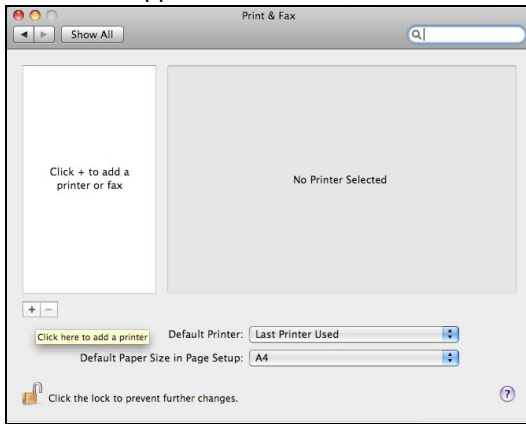 Print & Fax
Show All
Click + to add a
printer or fax
No Printer Selected
+ -
Click here to add a printer
Default Printer: Last Printer Used
Default Paper Size in Page Setup: A4
Click the lock to prevent further changes.
?